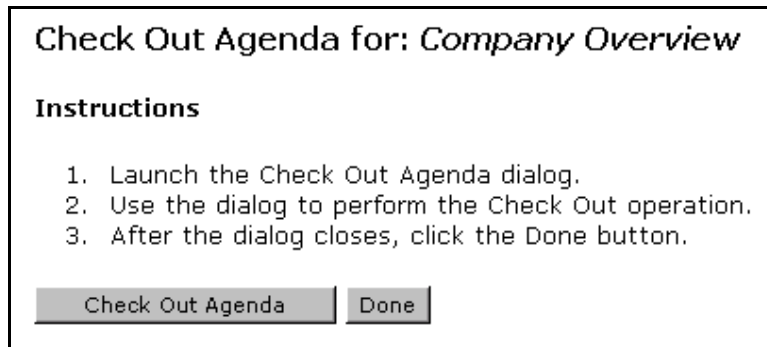 Check Out Agenda for: Company Overview
Instructions
1. Launch the Check Out Agenda dialog.
2. Use the dialog to perform the Check Out operation.
3. After the dialog closes, click the Done button.
Check Out Agenda Done